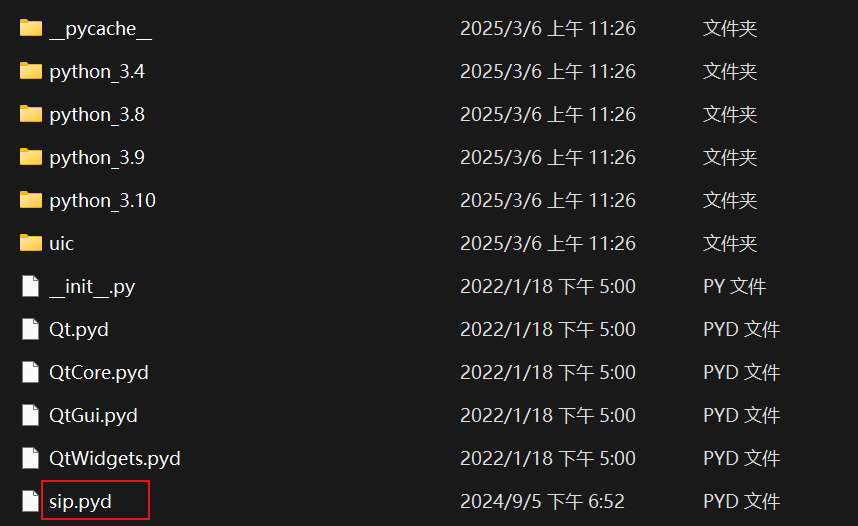 __pycache__ 2025/3/6 上午 11:26 文件夹
python_3.4 2025/3/6 上午 11:26 文件夹
python_3.8 2025/3/6 上午 11:26 文件夹
python_3.9 2025/3/6 上午 11:26 文件夹
python_3.10 2025/3/6 上午 11:26 文件夹
uic 2025/3/6 上午 11:26 文件夹
__init__.py 2022/1/18 下午 5:00 PY 文件
Qt.pyd 2022/1/18 下午 5:00 PYD 文件
QtCore.pyd 2022/1/18 下午 5:00 PYD 文件
QtGui.pyd 2022/1/18 下午 5:00 PYD 文件
QtWidgets.pyd 2022/1/18 下午 5:00 PYD 文件
sip.pyd 2024/9/5 下午 6:52 PYD 文件